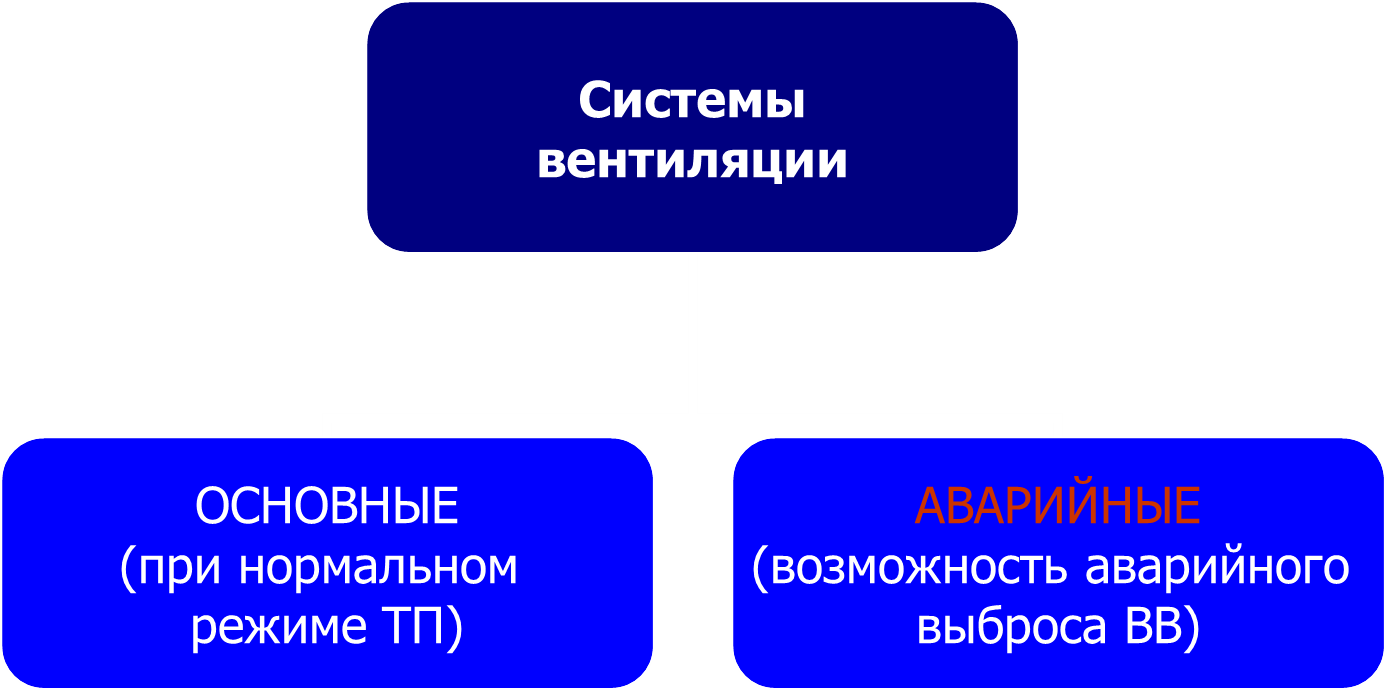 Системы
вентиляции
ОСНОВНЫЕ
(при нормальном
режиме ТП)
АВАРИЙНЫЕ
(возможность аварийного
выброса ВВ)